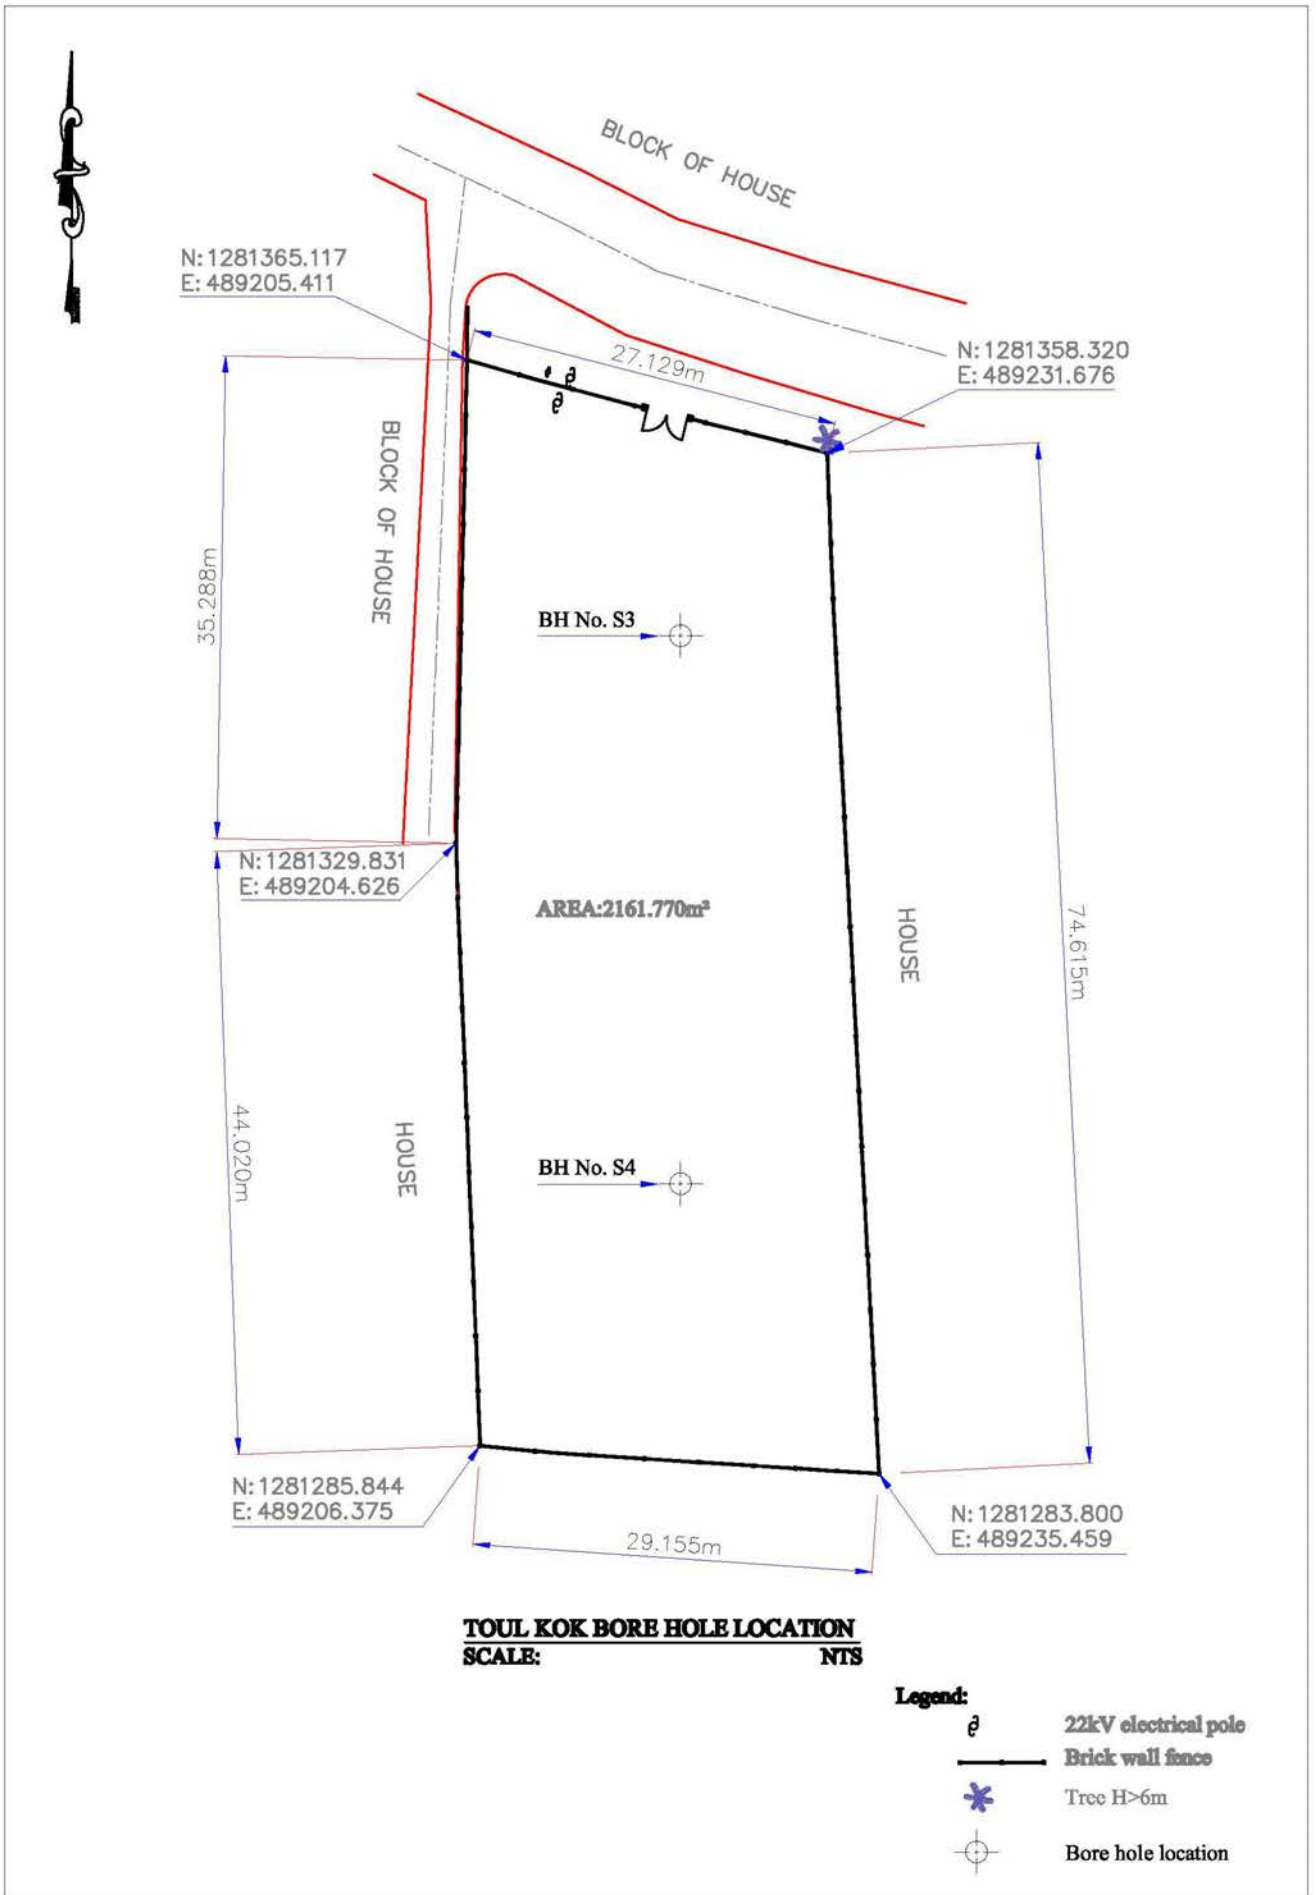 BLOCK OF HOUSE
N:1281365.117
E: 489205.411
27.129m
N:1281358.320
E: 489231.676
BLOCK OF HOUSE
35.288m
BH No. S3
N:1281329.831
E: 489204.626
AREA:2161.770m²
HOUSE
74.615m
44.020m
HOUSE
BH No. S4
N:1281285.844
E: 489206.375
N:1281283.800
E: 489235.459
29.155m
TOUL KOK BORE HOLE LOCATION
SCALE: NTS
Legend:
22kV electrical pole
Brick wall fence
Tree H>6m
Bore hole location